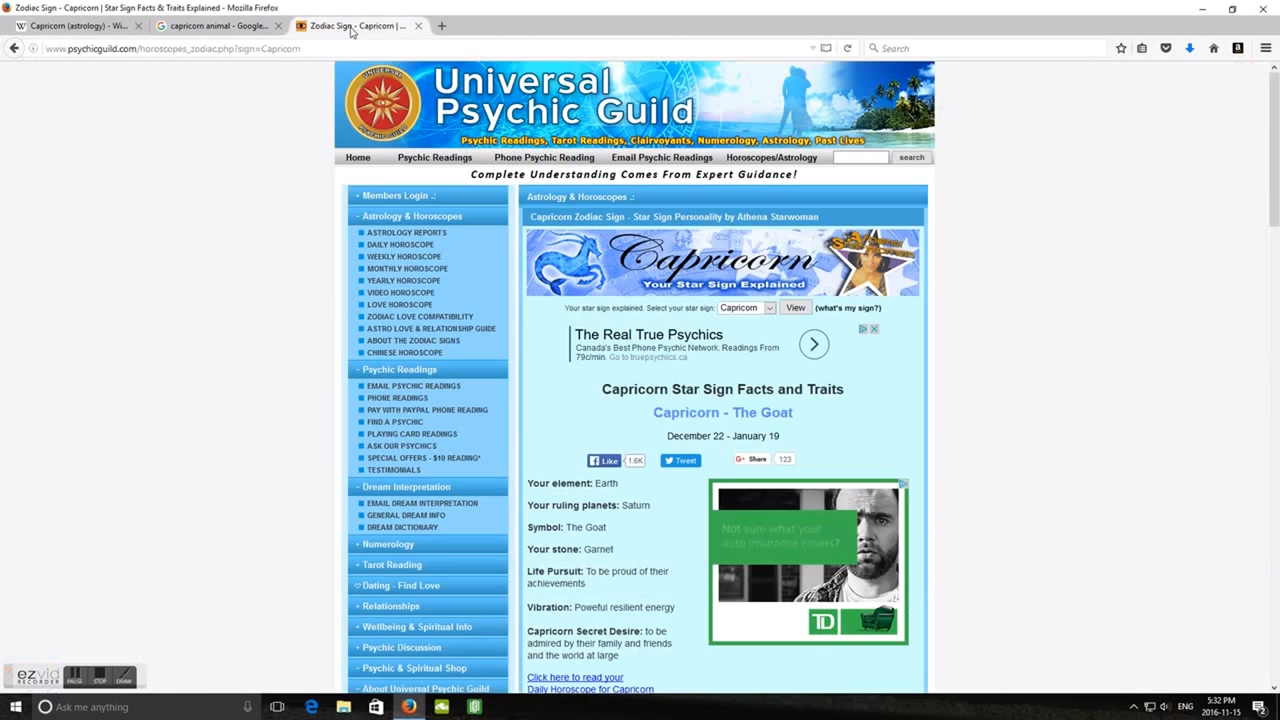 Zodiac Sign - Capricorn | Star Sign Facts & Traits Explained - Mozilla Firefox
Capricorn (astrology) - Wi...
capricorn animal - Google...
Zodiac Sign - Capricorn | ...
www.psychicguild.com/horoscopes_zodiac.php?sign=Capricorn
Search
UNIVERSAL
PSYCHIC GUILD
Universal
Psychic Guild
Psychic Readings, Tarot Readings, Clairvoyants, Numerology, Astrology, Past Lives
Home
Psychic Readings
Phone Psychic Reading
Email Psychic Readings
Horoscopes/Astrology
search
Complete Understanding Comes From Expert Guidance!
Members Login .:
Astrology & Horoscopes
ASTROLOGY REPORTS
DAILY HOROSCOPE
WEEKLY HOROSCOPE
MONTHLY HOROSCOPE
YEARLY HOROSCOPE
VIDEO HOROSCOPE
LOVE HOROSCOPE
ZODIAC LOVE COMPATIBILITY
ASTRO LOVE & RELATIONSHIP GUIDE
ABOUT THE ZODIAC SIGNS
CHINESE HOROSCOPE
Psychic Readings
EMAIL PSYCHIC READINGS
PHONE READINGS
PAY WITH PAYPAL PHONE READING
FIND A PSYCHIC
PLAYING CARD READINGS
ASK OUR PSYCHICS
SPECIAL OFFERS - $10 READING*
TESTIMONIALS
Dream Interpretation
EMAIL DREAM INTERPRETATION
GENERAL DREAM INFO
DREAM DICTIONARY
Numerology
Tarot Reading
Dating - Find Love
Relationships
Wellbeing & Spiritual Info
Psychic Discussion
Psychic & Spiritual Shop
About Universal Psychic Guild
Astrology & Horoscopes .:
Capricorn Zodiac Sign - Star Sign Personality by Athena Starwoman
Capricorn
Your Star Sign Explained
Your star sign explained. Select your star sign:
Capricorn
View
(what's my sign?)
The Real True Psychics
Canada's Best Phone Psychic Network. Readings From
79c/min. Go to truepsychics.ca
Capricorn Star Sign Facts and Traits
Capricorn - The Goat
December 22 - January 19
Like
1.6K
Tweet
Share
123
Your element: Earth
Your ruling planets: Saturn
Symbol: The Goat
Your stone: Garnet
Life Pursuit: To be proud of their
achievements
Vibration: Powerful resilient energy
Capricorn Secret Desire: to be
admired by their family and friends
and the world at large
Click here to read your
Daily Horoscope for Capricorn
Not sure what your
auto insurance covers?
TD
ezvid
RECORDER
PAUSE
STOP
DRAW
Ask me anything
ENG
5:32 PM
2016-11-15
2